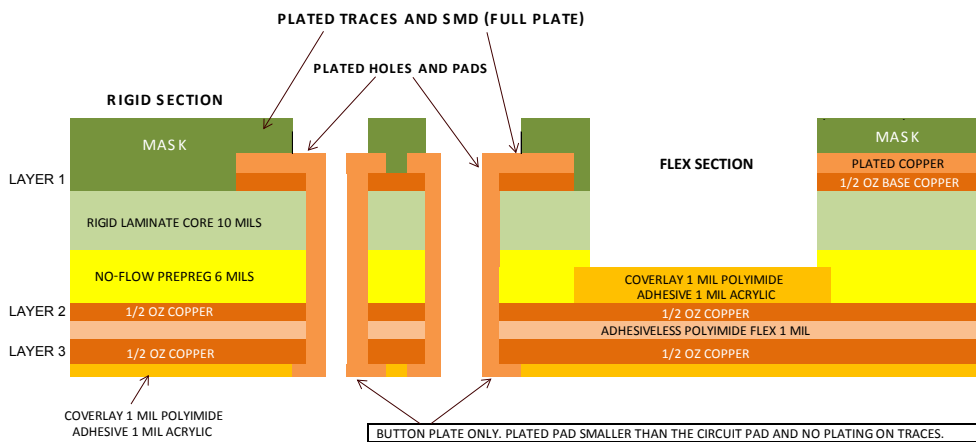 PLATED TRACES AND SMD (FULL PLATE)
PLATED HOLES AND PADS
RIGID SECTION
MASK
MASK
FLEX SECTION
PLATED COPPER
LAYER 1
1/2 OZ BASE COPPER
RIGID LAMINATE CORE 10 MILS
NO-FLOW PREPREG 6 MILS
COVERLAY 1 MIL POLYIMIDE
ADHESIVE 1 MIL ACRYLIC
LAYER 2
1/2 OZ COPPER
1/2 OZ COPPER
ADHESIVELESS POLYIMIDE FLEX 1 MIL
LAYER 3
1/2 OZ COPPER
1/2 OZ COPPER
COVERLAY 1 MIL POLYIMIDE
ADHESIVE 1 MIL ACRYLIC
BUTTON PLATE ONLY. PLATED PAD SMALLER THAN THE CIRCUIT PAD AND NO PLATING ON TRACES.